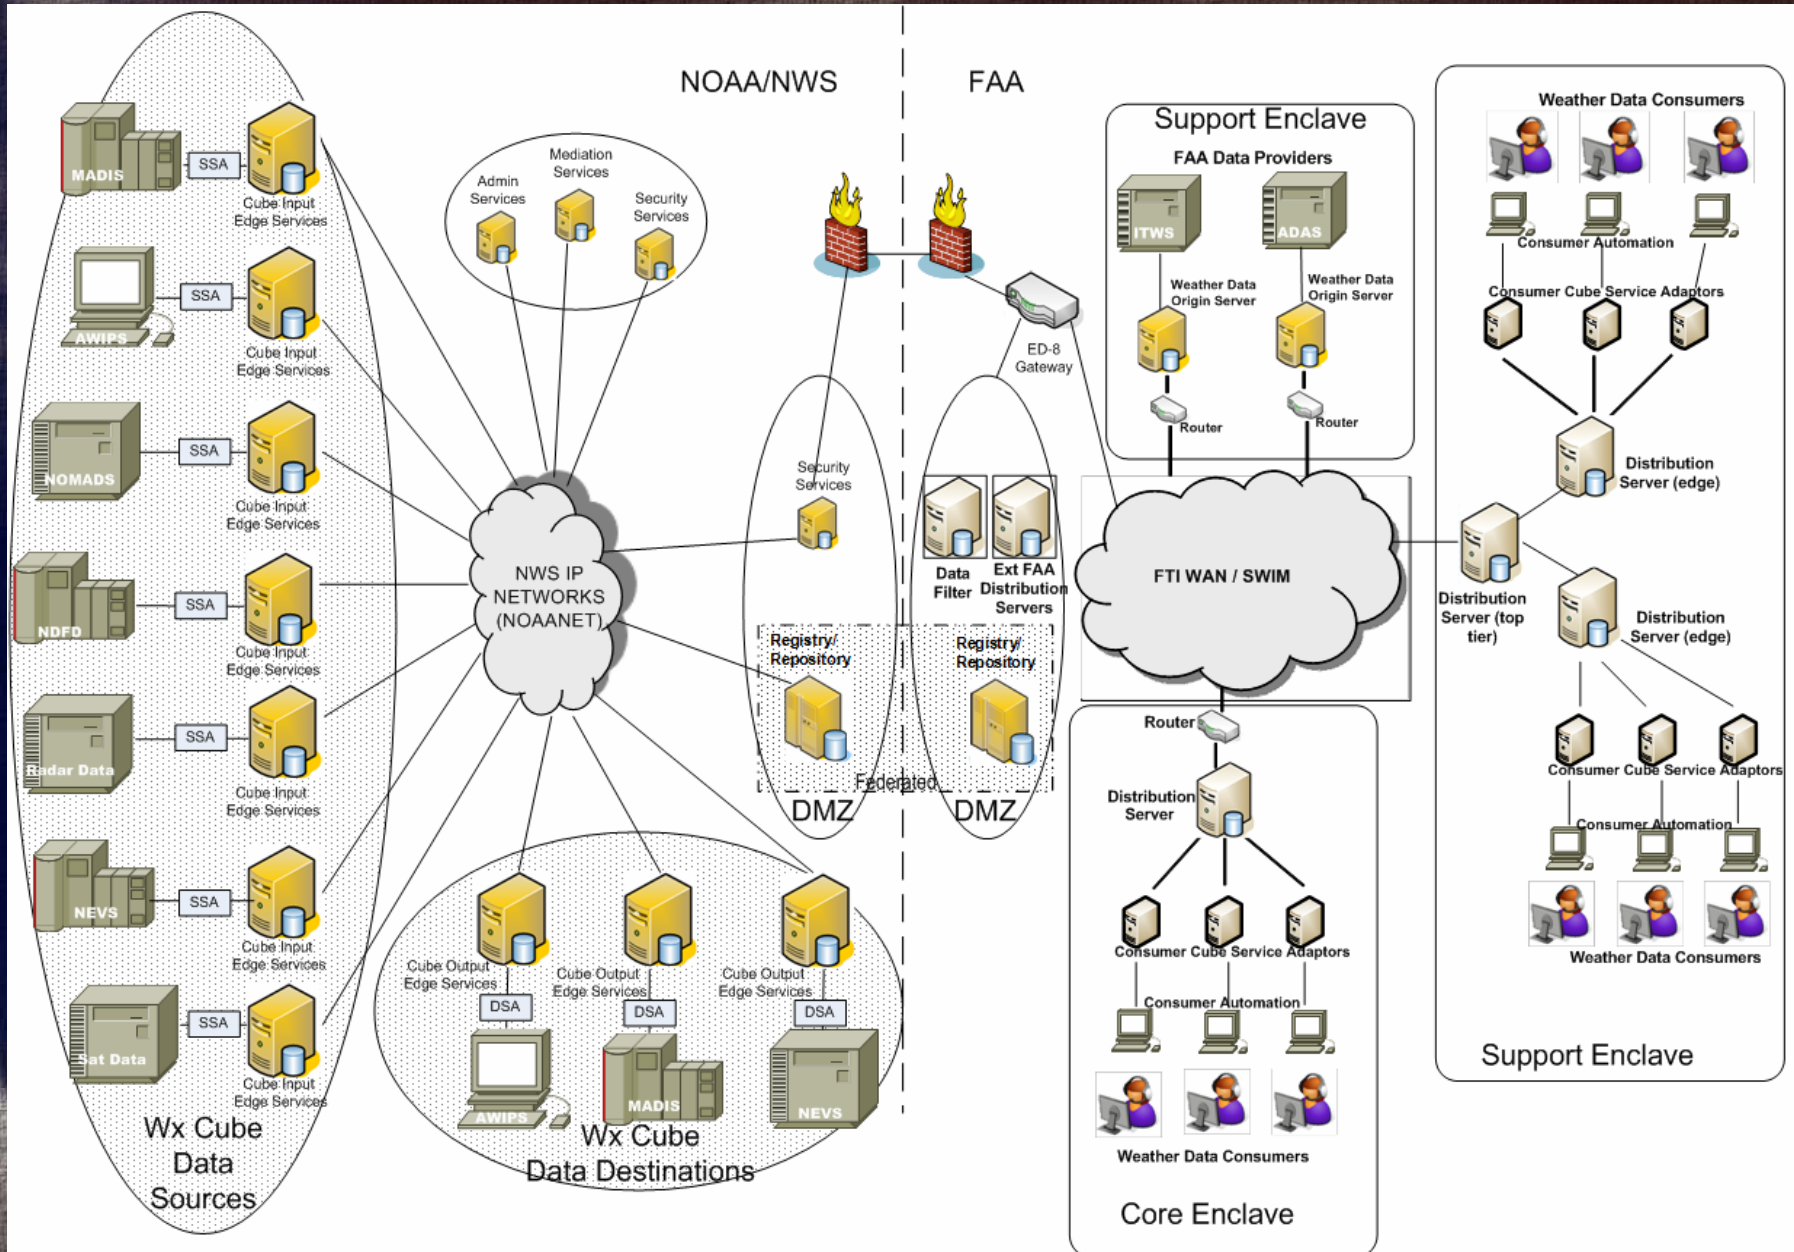 NOAA/NWS
FAA
MADIS
SSA
Cube Input
Edge Services
AWIPS
SSA
Cube Input
Edge Services
NOMADS
SSA
Cube Input
Edge Services
NDFD
SSA
Cube Input
Edge Services
Radar Data
SSA
Cube Input
Edge Services
NEVS
SSA
Cube Input
Edge Services
Sat Data
SSA
Cube Input
Edge Services
Wx Cube
Data
Sources
Admin
Services
Mediation
Services
Security
Services
NWS IP
NETWORKS
(NOAANET)
Cube Output
Edge Services
DSA
AWIPS
Cube Output
Edge Services
DSA
MADIS
Cube Output
Edge Services
DSA
NEVS
Wx Cube
Data Destinations
Security
Services
Registry/
Repository
DMZ
Federated
ED-8
Gateway
Data
Filter
Ext FAA
Distribution
Servers
Registry/
Repository
DMZ
Support Enclave
FAA Data Providers
ITWS
ADAS
Weather Data
Origin Server
Weather Data
Origin Server
Router
Router
FTI WAN / SWIM
Router
Distribution
Server
Consumer Cube Service Adaptors
Consumer Automation
Weather Data Consumers
Core Enclave
Weather Data Consumers
Consumer Automation
Consumer Cube Service Adaptors
Distribution
Server (edge)
Distribution
Server (top
tier)
Distribution
Server (edge)
Consumer Cube Service Adaptors
Consumer Automation
Weather Data Consumers
Support Enclave